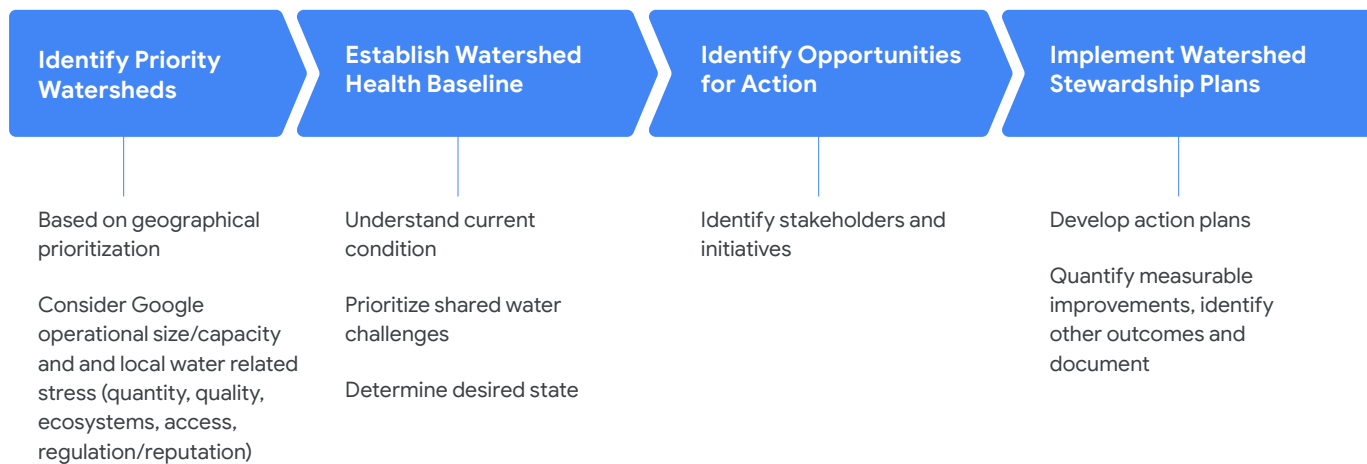 Identify Priority
Watersheds
Establish Watershed
Health Baseline
Identify Opportunities
for Action
Implement Watershed
Stewardship Plans
Based on geographical
prioritization
Consider Google
operational size/capacity
and and local water related
stress (quantity, quality,
ecosystems, access,
regulation/reputation)
Understand current
condition
Prioritize shared water
challenges
Determine desired state
Identify stakeholders and
initiatives
Develop action plans
Quantify measurable
improvements, identify
other outcomes and
document